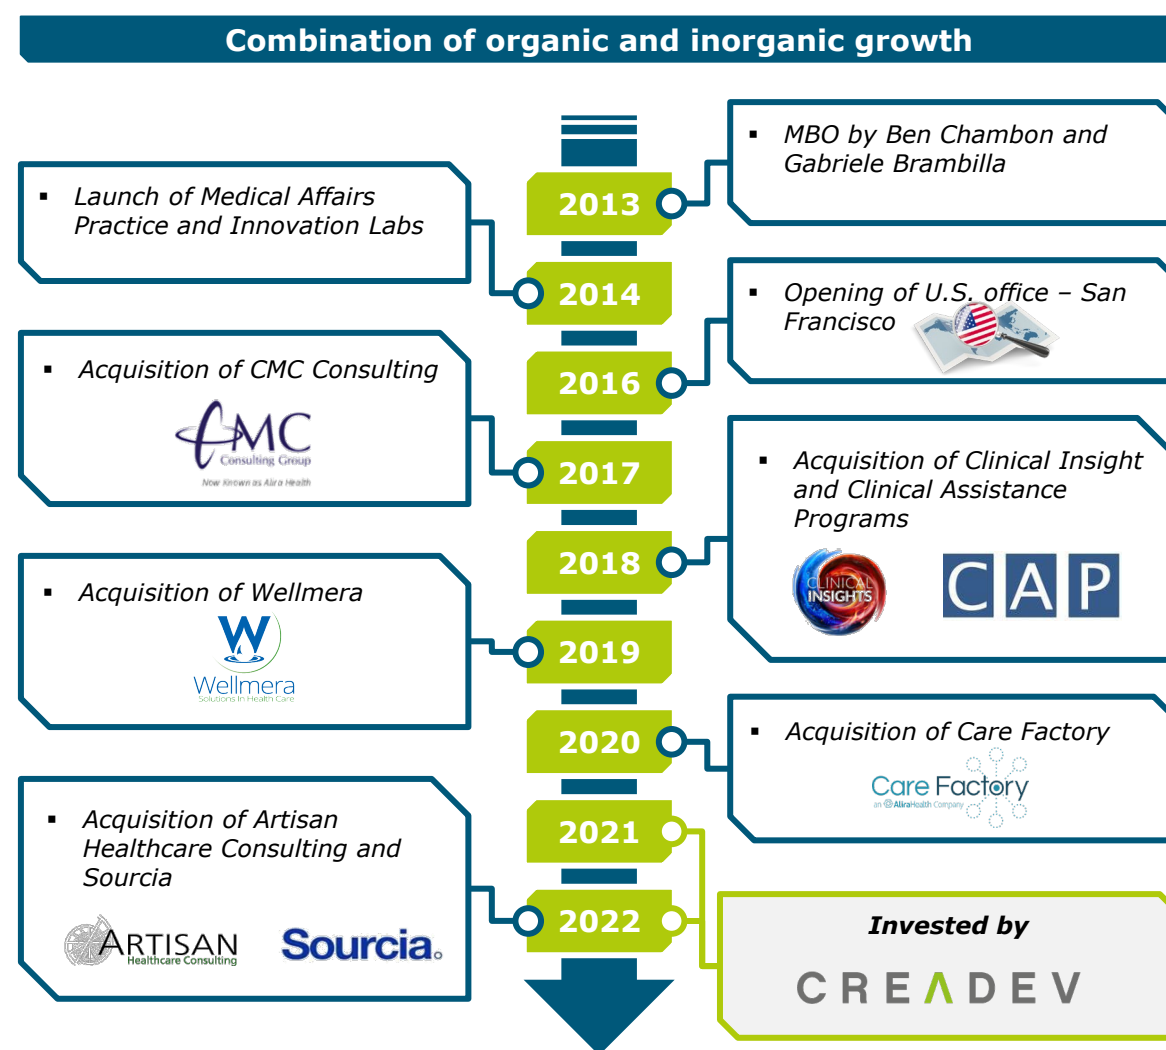 Combination of organic and inorganic growth
▪ MBO by Ben Chambon and
Gabriele Brambilla
2013
▪ Launch of Medical Affairs
Practice and Innovation Labs
2014
▪ Opening of U.S. office – San
Francisco
2016
▪ Acquisition of CMC Consulting
CMC
Consulting Group
Now Known as Alira Health
2017
▪ Acquisition of Clinical Insight
and Clinical Assistance
Programs
CLINICAL
INSIGHTS
CAP
2018
▪ Acquisition of Wellmera
W
Wellmera
Solutions In Health Care
2019
▪ Acquisition of Care Factory
Care Factory
an AliraHealth Company
2020
2021
▪ Acquisition of Artisan
Healthcare Consulting and
Sourcia
ARTISAN
Healthcare Consulting
Sourcia
2022
Invested by
CREADEV